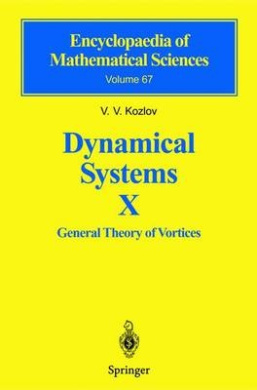 Encyclopaedia of
Mathematical Sciences
Volume 67
V. V. Kozlov
Dynamical
Systems
X
General Theory of Vortices
Springer